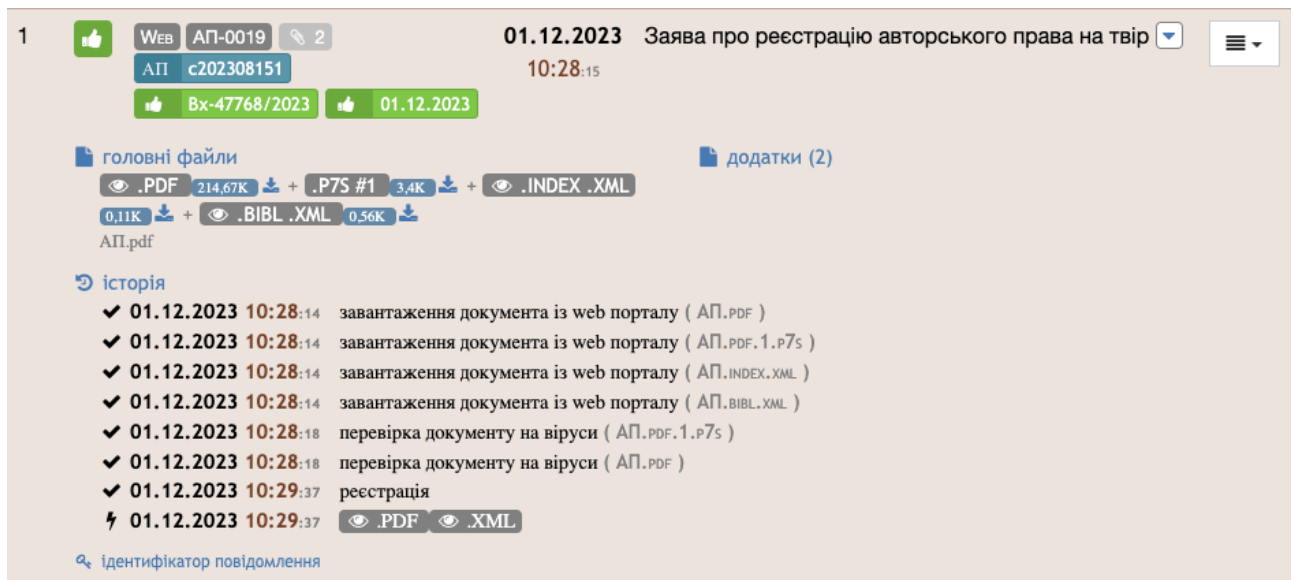 1 WEB АП-0019 2 01.12.2023 Заява про реєстрацію авторського права на твір
АП c202308151 10:28:15
Вх-47768/2023 01.12.2023
головні файли додатки (2)
.PDF 214,67K + .P7S #1 3,4K + .INDEX .XML
0,11K + .BIBL .XML 0,56K
АП.pdf
історія
01.12.2023 10:28:14 завантаження документа із web порталу ( АП.PDF )
01.12.2023 10:28:14 завантаження документа із web порталу ( АП.PDF.1.P7S )
01.12.2023 10:28:14 завантаження документа із web порталу ( АП.INDEX.XML )
01.12.2023 10:28:14 завантаження документа із web порталу ( АП.BIBL.XML )
01.12.2023 10:28:18 перевірка документу на віруси ( АП.PDF.1.P7S )
01.12.2023 10:28:18 перевірка документу на віруси ( АП.PDF )
01.12.2023 10:29:37 реєстрація
01.12.2023 10:29:37 .PDF .XML
ідентифікатор повідомлення